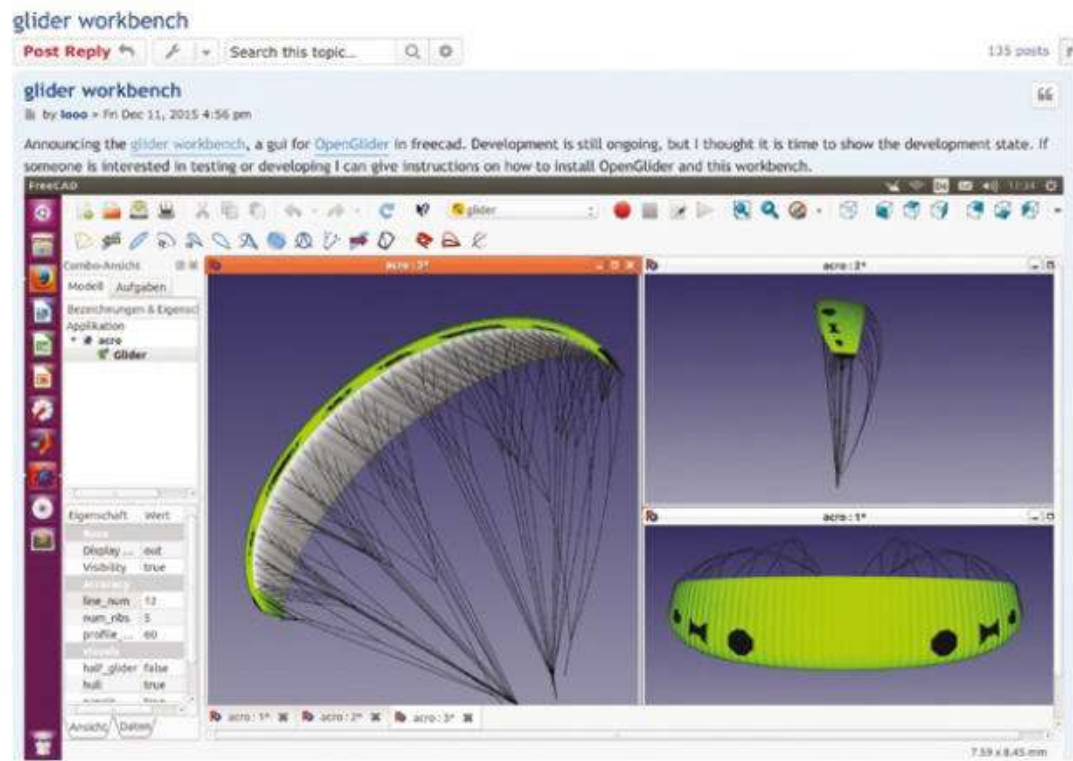 glider workbench
Post Reply
Search this topic...
135 posts
glider workbench
by looo » Fri Dec 11, 2015 4:56 pm
Announcing the glider workbench, a gui for OpenGlider in freecad. Development is still ongoing, but I thought it is time to show the development state. If
someone is interested in testing or developing I can give instructions on how to install OpenGlider and this workbench.
FreeCAD
De
glider
Combo-Ansicht
acro : 3*
acro : 2*
Modell Aufgaben
Applikation
acro
Glider
Eigenschaft Wert
Base
Display ... out
Visibility true
accuracy
line_num 12
num_ribs 5
profile_... 60
visuals
half_glider false
hull true
acro : 1*
Ansicht Daten
acro : 1* acro : 2* acro : 3*
7.59 x 8.45 mm